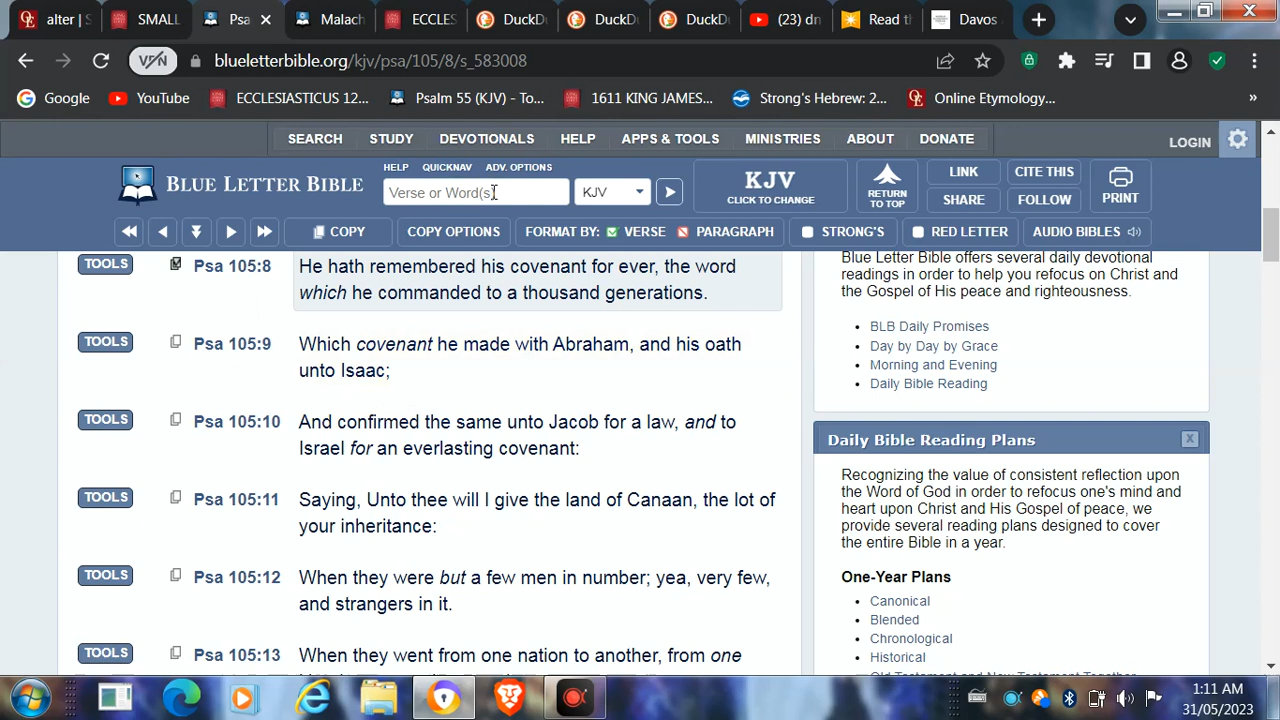 alter | S
SMALL
Psa
Malach
ECCLES
DuckD
DuckDu
DuckDu
(23) d l
Read th
Davos
VPN
blueletterbible.org/kjv/psa/105/8/s_583008
Google
YouTube
ECCLESIASTICUS 12...
Psalm 55 (KJV) - To...
1611 KING JAMES...
Strong's Hebrew: 2...
Online Etymology...
»
SEARCH STUDY DEVOTIONALS HELP APPS & TOOLS MINISTRIES ABOUT DONATE
LOGIN
BLUE LETTER BIBLE
HELP QUICKNAV ADV. OPTIONS
Verse or Word(s)
KJV
KJV
CLICK TO CHANGE
RETURN
TO TOP
LINK
CITE THIS
SHARE
FOLLOW
PRINT
COPY COPY OPTIONS FORMAT BY: VERSE PARAGRAPH STRONG'S RED LETTER AUDIO BIBLES
TOOLS Psa 105:8 He hath remembered his covenant for ever, the word
which he commanded to a thousand generations.
TOOLS Psa 105:9 Which covenant he made with Abraham, and his oath
unto Isaac;
TOOLS Psa 105:10 And confirmed the same unto Jacob for a law, and to
Israel for an everlasting covenant:
TOOLS Psa 105:11 Saying, Unto thee will I give the land of Canaan, the lot of
your inheritance:
TOOLS Psa 105:12 When they were but a few men in number; yea, very few,
and strangers in it.
TOOLS Psa 105:13 When they went from one nation to another, from one
Blue Letter Bible offers several daily devotional
readings in order to help you refocus on Christ and
the Gospel of His peace and righteousness.
BLB Daily Promises
Day by Day by Grace
Morning and Evening
Daily Bible Reading
Daily Bible Reading Plans
X
Recognizing the value of consistent reflection upon
the Word of God in order to refocus one's mind and
heart upon Christ and His Gospel of peace, we
provide several reading plans designed to cover
the entire Bible in a year.
One-Year Plans
Canonical
Blended
Chronological
Historical
Old Testament and New Testament Together
1:11 AM
31/05/2023